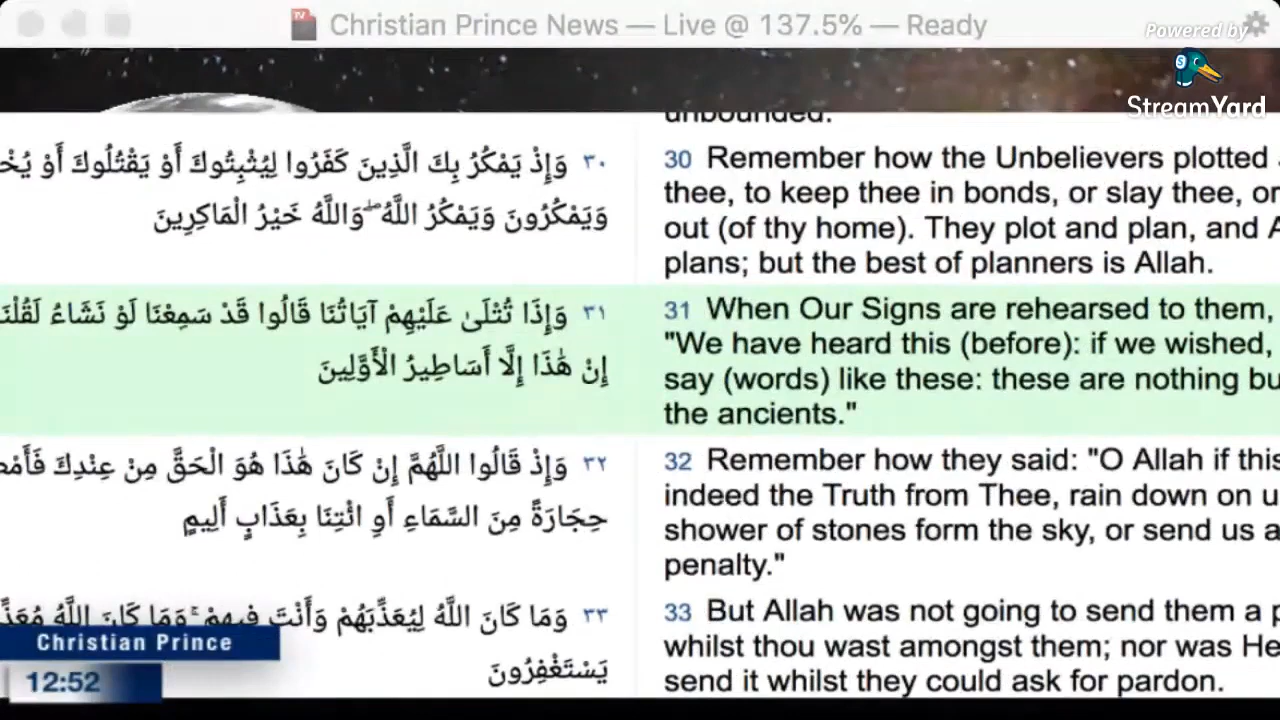 Christian Prince News — Live @ 137.5% — Ready
Powered by
StreamYard
unbounded.
٣٠ وَإِذْ يَمْكُرُ بِكَ الَّذِينَ كَفَرُوا لِيُثْبِتُوكَ أَوْ يَقْتُلُوكَ أَوْ
وَيَمْكُرُونَ وَيَمْكُرُ اللَّهُ ۖ وَاللَّهُ خَيْرُ الْمَاكِرِينَ
30 Remember how the Unbelievers plotted
thee, to keep thee in bonds, or slay thee, or
out (of thy home). They plot and plan, and
plans; but the best of planners is Allah.
٣١ وَإِذَا تُتْلَىٰ عَلَيْهِمْ آيَاتُنَا قَالُوا قَدْ سَمِعْنَا لَوْ نَشَاءُ لَقُلْنَا
إِنْ هَٰذَا إِلَّا أَسَاطِيرُ الْأَوَّلِينَ
31 When Our Signs are rehearsed to them,
"We have heard this (before): if we wished,
say (words) like these: these are nothing
the ancients."
٣٢ وَإِذْ قَالُوا اللَّهُمَّ إِنْ كَانَ هَٰذَا هُوَ الْحَقَّ مِنْ عِنْدِكَ
حِجَارَةً مِنَ السَّمَاءِ أَوِ ائْتِنَا بِعَذَابٍ أَلِيمٍ
32 Remember how they said: "O Allah if this
indeed the Truth from Thee, rain down on
shower of stones form the sky, or send us a
penalty."
٣٣ وَمَا كَانَ اللَّهُ لِيُعَذِّبَهُمْ وَأَنْتَ فِيهِمْ ۚ وَمَا كَانَ اللَّهُ
يَسْتَغْفِرُونَ
33 But Allah was not going to send them a
whilst thou wast amongst them; nor was He
send it whilst they could ask for pardon.
Christian Prince
12:52